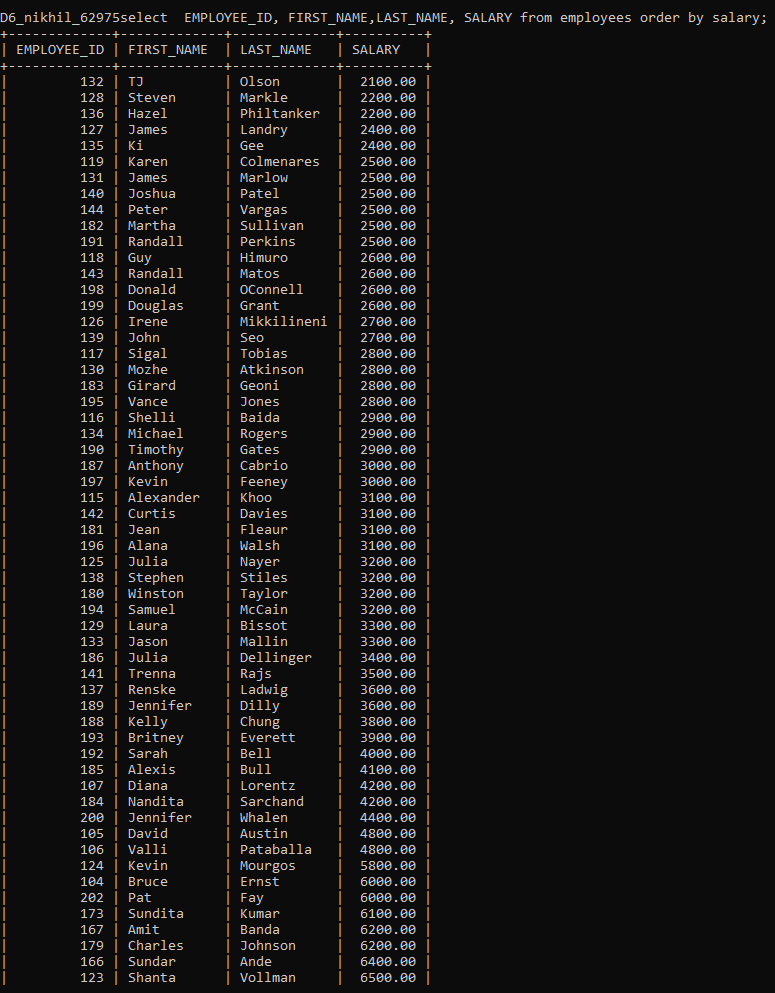 D6_nikhil_62975select  EMPLOYEE_ID, FIRST_NAME,LAST_NAME, SALARY from employees order by salary;
+-------------+-------------+-------------+----------+
| EMPLOYEE_ID | FIRST_NAME  | LAST_NAME   | SALARY   |
+-------------+-------------+-------------+----------+
|         132 | TJ          | Olson       |  2100.00 |
|         128 | Steven      | Markle      |  2200.00 |
|         136 | Hazel       | Philtanker  |  2200.00 |
|         127 | James       | Landry      |  2400.00 |
|         135 | Ki          | Gee         |  2400.00 |
|         119 | Karen       | Colmenares  |  2500.00 |
|         131 | James       | Marlow      |  2500.00 |
|         140 | Joshua      | Patel       |  2500.00 |
|         144 | Peter       | Vargas      |  2500.00 |
|         182 | Martha      | Sullivan    |  2500.00 |
|         191 | Randall     | Perkins     |  2500.00 |
|         118 | Guy         | Himuro      |  2600.00 |
|         143 | Randall     | Matos       |  2600.00 |
|         198 | Donald      | OConnell    |  2600.00 |
|         199 | Douglas     | Grant       |  2600.00 |
|         126 | Irene       | Mikkilineni |  2700.00 |
|         139 | John        | Seo         |  2700.00 |
|         117 | Sigal       | Tobias      |  2800.00 |
|         130 | Mozhe       | Atkinson    |  2800.00 |
|         183 | Girard      | Geoni       |  2800.00 |
|         195 | Vance       | Jones       |  2800.00 |
|         116 | Shelli      | Baida       |  2900.00 |
|         134 | Michael     | Rogers      |  2900.00 |
|         190 | Timothy     | Gates       |  2900.00 |
|         187 | Anthony     | Cabrio      |  3000.00 |
|         197 | Kevin       | Feeney      |  3000.00 |
|         115 | Alexander   | Khoo        |  3100.00 |
|         142 | Curtis      | Davies      |  3100.00 |
|         181 | Jean        | Fleaur      |  3100.00 |
|         196 | Alana       | Walsh       |  3100.00 |
|         125 | Julia       | Nayer       |  3200.00 |
|         138 | Stephen     | Stiles      |  3200.00 |
|         180 | Winston     | Taylor      |  3200.00 |
|         194 | Samuel      | McCain      |  3200.00 |
|         129 | Laura       | Bissot      |  3300.00 |
|         133 | Jason       | Mallin      |  3300.00 |
|         186 | Julia       | Dellinger   |  3400.00 |
|         141 | Trenna      | Rajs        |  3500.00 |
|         137 | Renske      | Ladwig      |  3600.00 |
|         189 | Jennifer    | Dilly       |  3600.00 |
|         188 | Kelly       | Chung       |  3800.00 |
|         193 | Britney     | Everett     |  3900.00 |
|         192 | Sarah       | Bell        |  4000.00 |
|         185 | Alexis      | Bull        |  4100.00 |
|         107 | Diana       | Lorentz     |  4200.00 |
|         184 | Nandita     | Sarchand    |  4200.00 |
|         200 | Jennifer    | Whalen      |  4400.00 |
|         105 | David       | Austin      |  4800.00 |
|         106 | Valli       | Pataballa   |  4800.00 |
|         124 | Kevin       | Mourgos     |  5800.00 |
|         104 | Bruce       | Ernst       |  6000.00 |
|         202 | Pat         | Fay         |  6000.00 |
|         173 | Sundita     | Kumar       |  6100.00 |
|         167 | Amit        | Banda       |  6200.00 |
|         179 | Charles     | Johnson     |  6200.00 |
|         166 | Sundar      | Ande        |  6400.00 |
|         123 | Shanta      | Vollman     |  6500.00 |